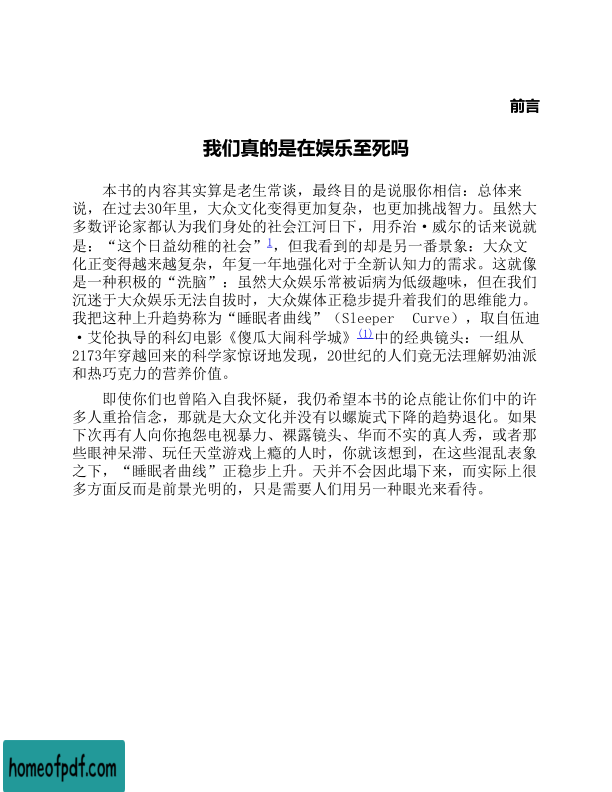 前言
我们真的是在娱乐至死吗
本书的内容其实算是老生常谈，最终目的是说服你相信：总体来
说，在过去30年里，大众文化变得更加复杂，也更加挑战智力。虽然大
多数评论家都认为我们身处的社会江河日下，用乔治·威尔的话来说就
是：“这个日益幼稚的社会”1，但我看到的却是另一番景象：大众文
化正变得越来越复杂，年复一年地强化对于全新认知力的需求。这就像
是一种积极的“洗脑”：虽然大众娱乐常被诟病为低级趣味，但在我们
沉迷于大众娱乐无法自拔时，大众媒体正稳步提升着我们的思维能力。
我把这种上升趋势称为“睡眠者曲线”（Sleeper Curve），取自伍迪
·艾伦执导的科幻电影《傻瓜大闹科学城》(1)中的经典镜头：一组从
2173年穿越回来的科学家惊讶地发现，20世纪的人们竟无法理解奶油派
和热巧克力的营养价值。
即使你们也曾陷入自我怀疑，我仍希望本书的论点能让你们中的许
多人重拾信念，那就是大众文化并没有以螺旋式下降的趋势退化。如果
下次再有人向你抱怨电视暴力、裸露镜头、华而不实的真人秀，或者那
些眼神呆滞、玩任天堂游戏上瘾的人时，你就该想到，在这些混乱表象
之下，“睡眠者曲线”正稳步上升。天并不会因此塌下来，而实际上很
多方面反而是前景光明的，只是需要人们用另一种眼光来看待。
homeofpdf.com